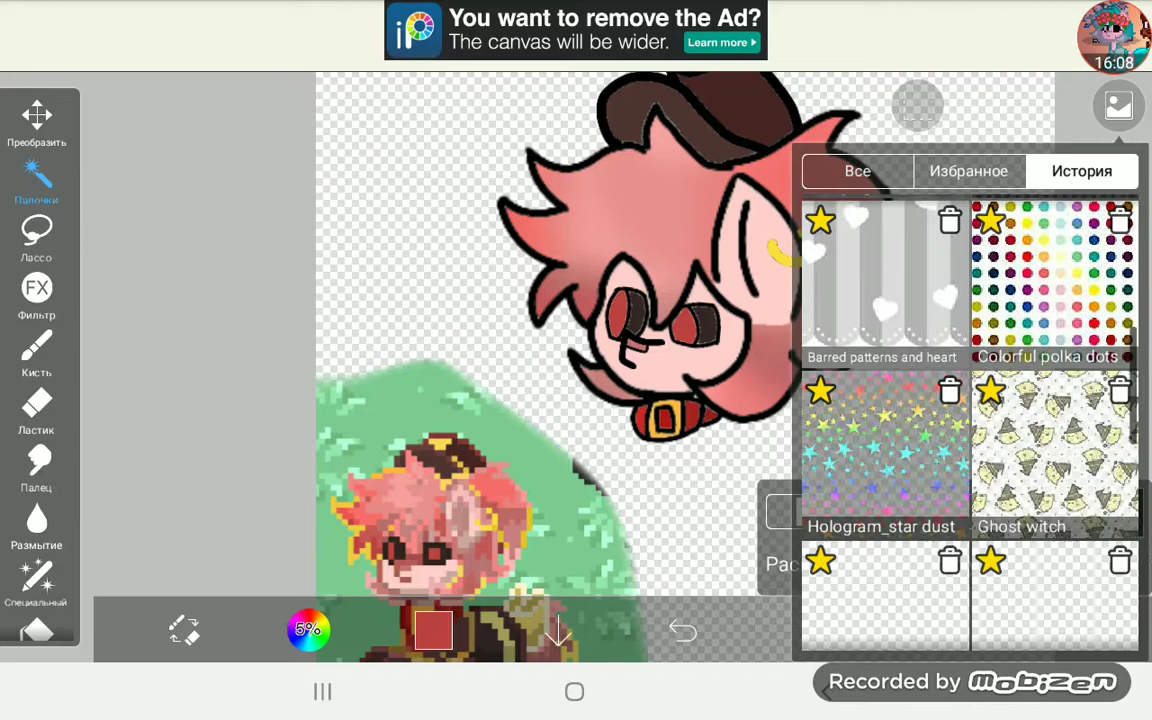 You want to remove the Ad?
The canvas will be wider.
Learn more
16:08
Преобразить
Палочки
Лассо
FX
Фильтр
Кисть
Ластик
Палец
Размытие
Специальный
Все
Избранное
История
Barred patterns and heart
Colorful polka dots
Hologram_star dust
Ghost witch
Рас
5%
Recorded by mobizen